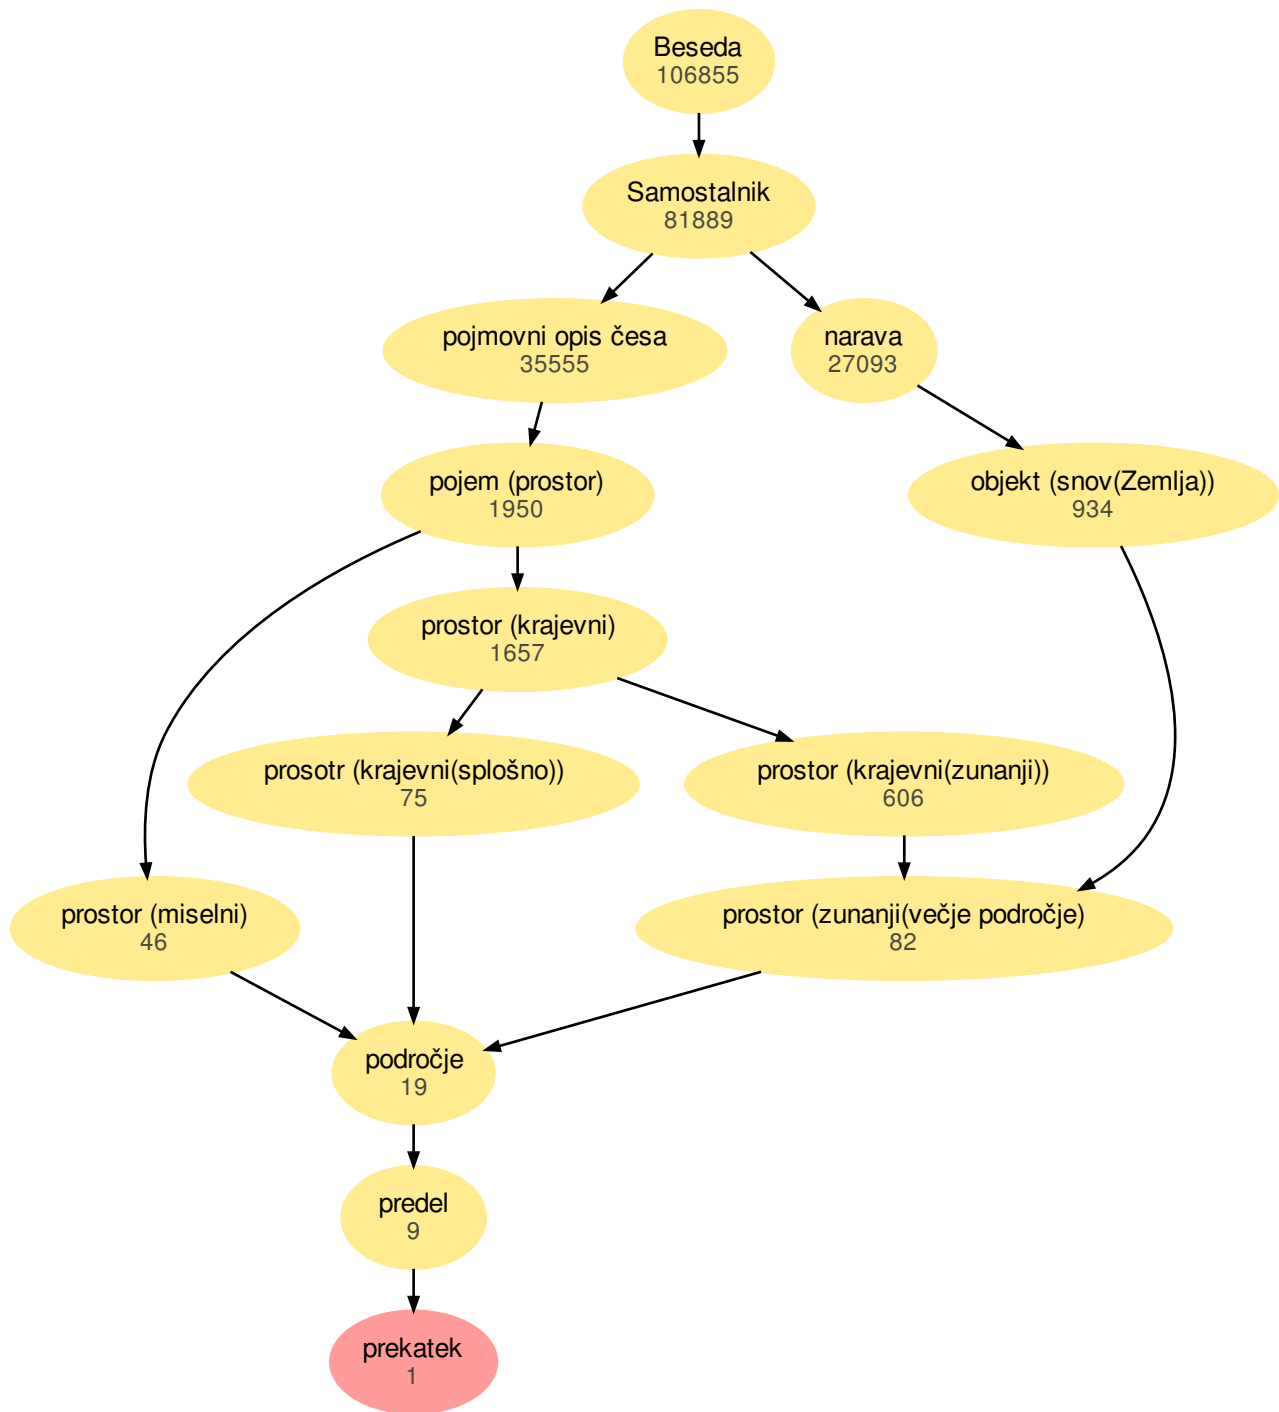 Beseda
106855
Samostalnik
81889
pojmovni opis česa
35555
narava
27093
pojem (prostor)
1950
objekt (snov(Zemlja))
934
prostor (krajevni)
1657
prosotr (krajevni(splošno))
75
prostor (krajevni(zunanji))
606
prostor (miselni)
46
prostor (zunanji(večje področje)
82
področje
19
predel
9
prekatek
1